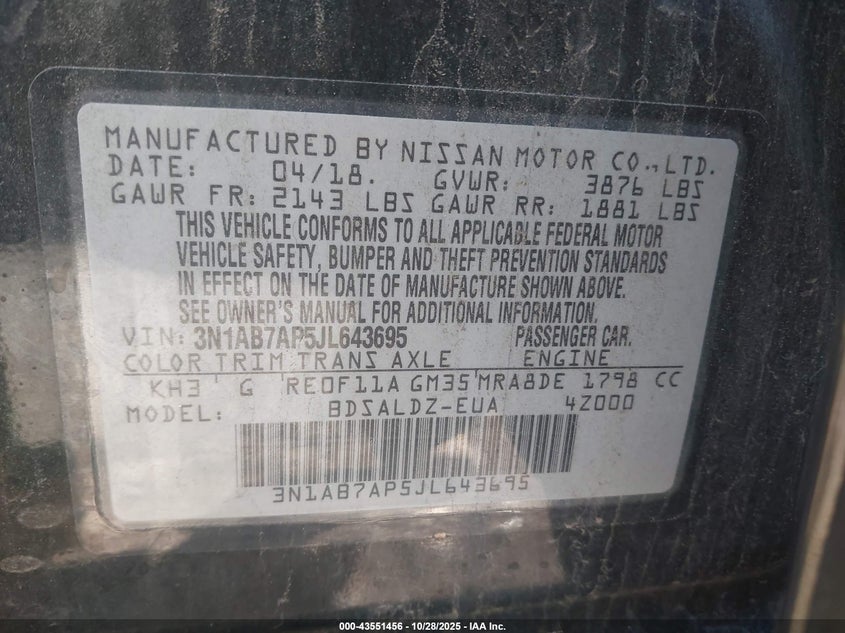 MANUFACTURED BY NISSAN MOTOR CO.,LTD.
DATE: 04/18. GVWR: 3876 LBS
GAWR FR: 2143 LBS GAWR RR: 1881 LBS
THIS VEHICLE CONFORMS TO ALL APPLICABLE FEDERAL MOTOR
VEHICLE SAFETY, BUMPER AND THEFT PREVENTION STANDARDS
IN EFFECT ON THE DATE OF MANUFACTURE SHOWN ABOVE.
SEE OWNER'S MANUAL FOR ADDITIONAL INFORMATION.
VIN: 3N1AB7AP5JL643695 PASSENGER CAR.
COLOR TRIM TRANS AXLE ENGINE
KH3 G RE0F11A GM35 MRA8DE 1798 CC
MODEL: BDSALDZ-EUA 4Z000
3N1AB7AP5JL643695
000-43551456 | 10/28/2025 - IAA Inc.